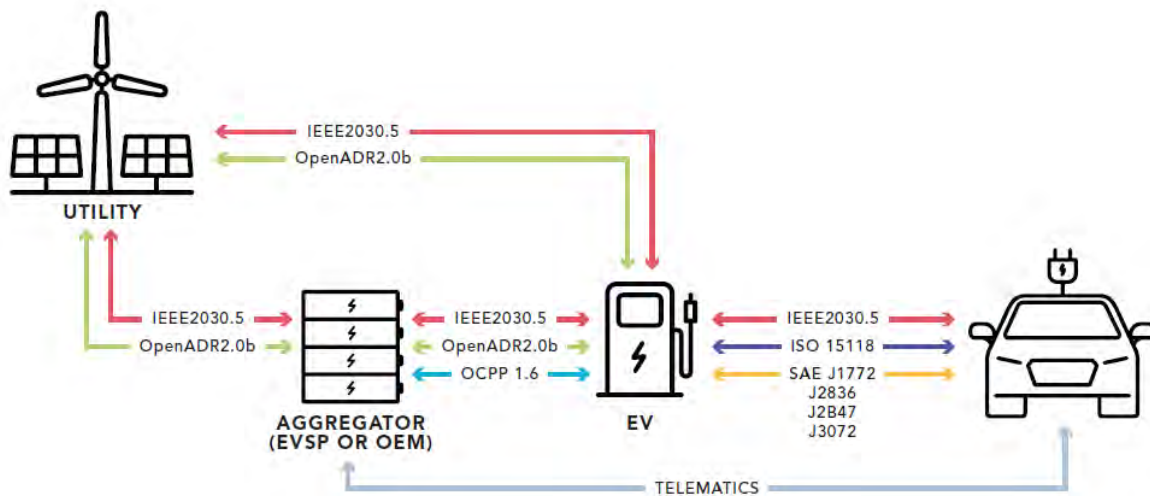 IEEE2030.5
OpenADR2.0b
UTILITY
IEEE2030.5
OpenADR2.0b
IEEE2030.5
OpenADR2.0b
OCPP 1.6
IEEE2030.5
ISO 15118
SAE J1772
J2836
J2B47
J3072
AGGREGATOR
(EVSP OR OEM)
EV
TELEMATICS